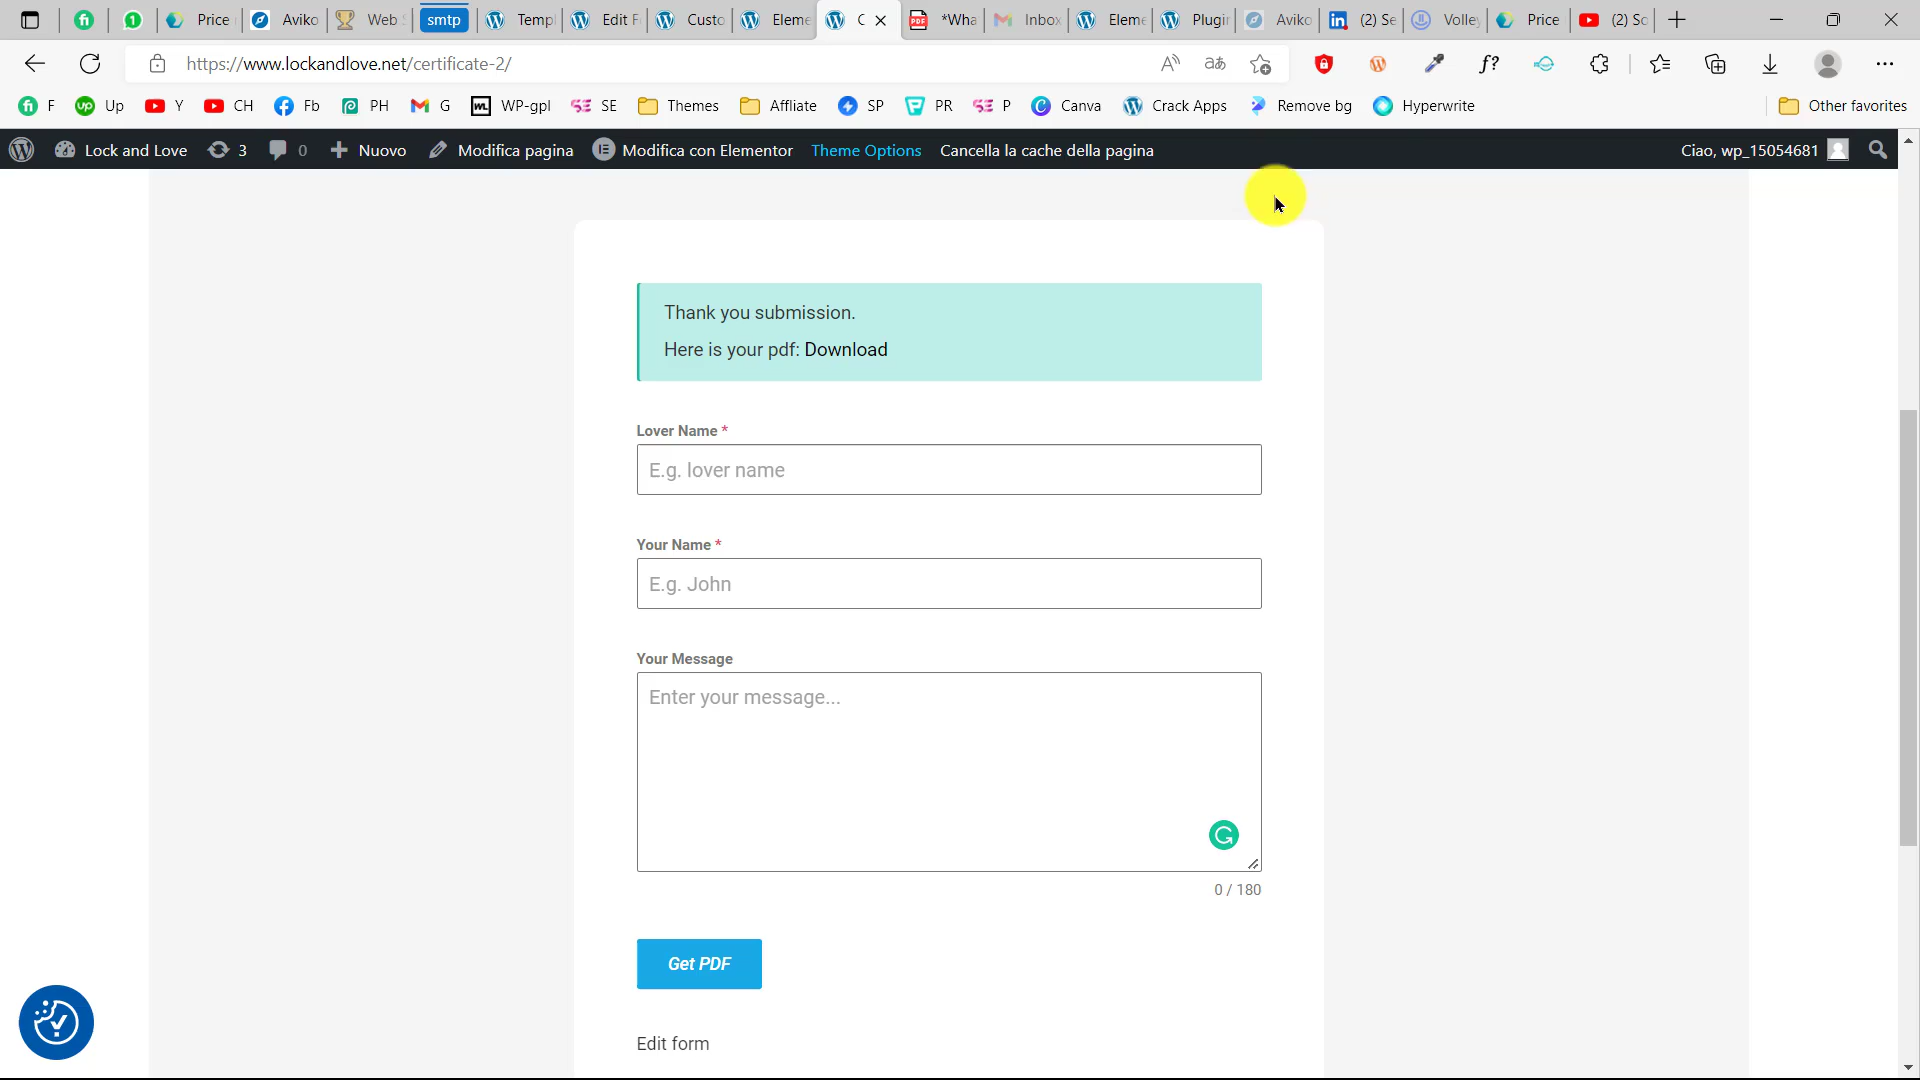 Price
Aviko
Web
smtp
Temp
Edit F
Custo
Eleme
*Wha
Inbox
Eleme
Plugin
Aviko
(2) Se
Volley
Price
(2) Sc
https://www.lockandlove.net/certificate-2/
F
Up
Y
CH
Fb
PH
G
WP-gpl
SE
Themes
Affliate
SP
PR
P
Canva
Crack Apps
Remove bg
Hyperwrite
Other favorites
Lock and Love
3
0
Nuovo
Modifica pagina
Modifica con Elementor
Theme Options
Cancella la cache della pagina
Ciao, wp_15054681
Thank you submission.
Here is your pdf: Download
Lover Name *
E.g. lover name
Your Name *
E.g. John
Your Message
Enter your message...
0 / 180
Get PDF
Edit form